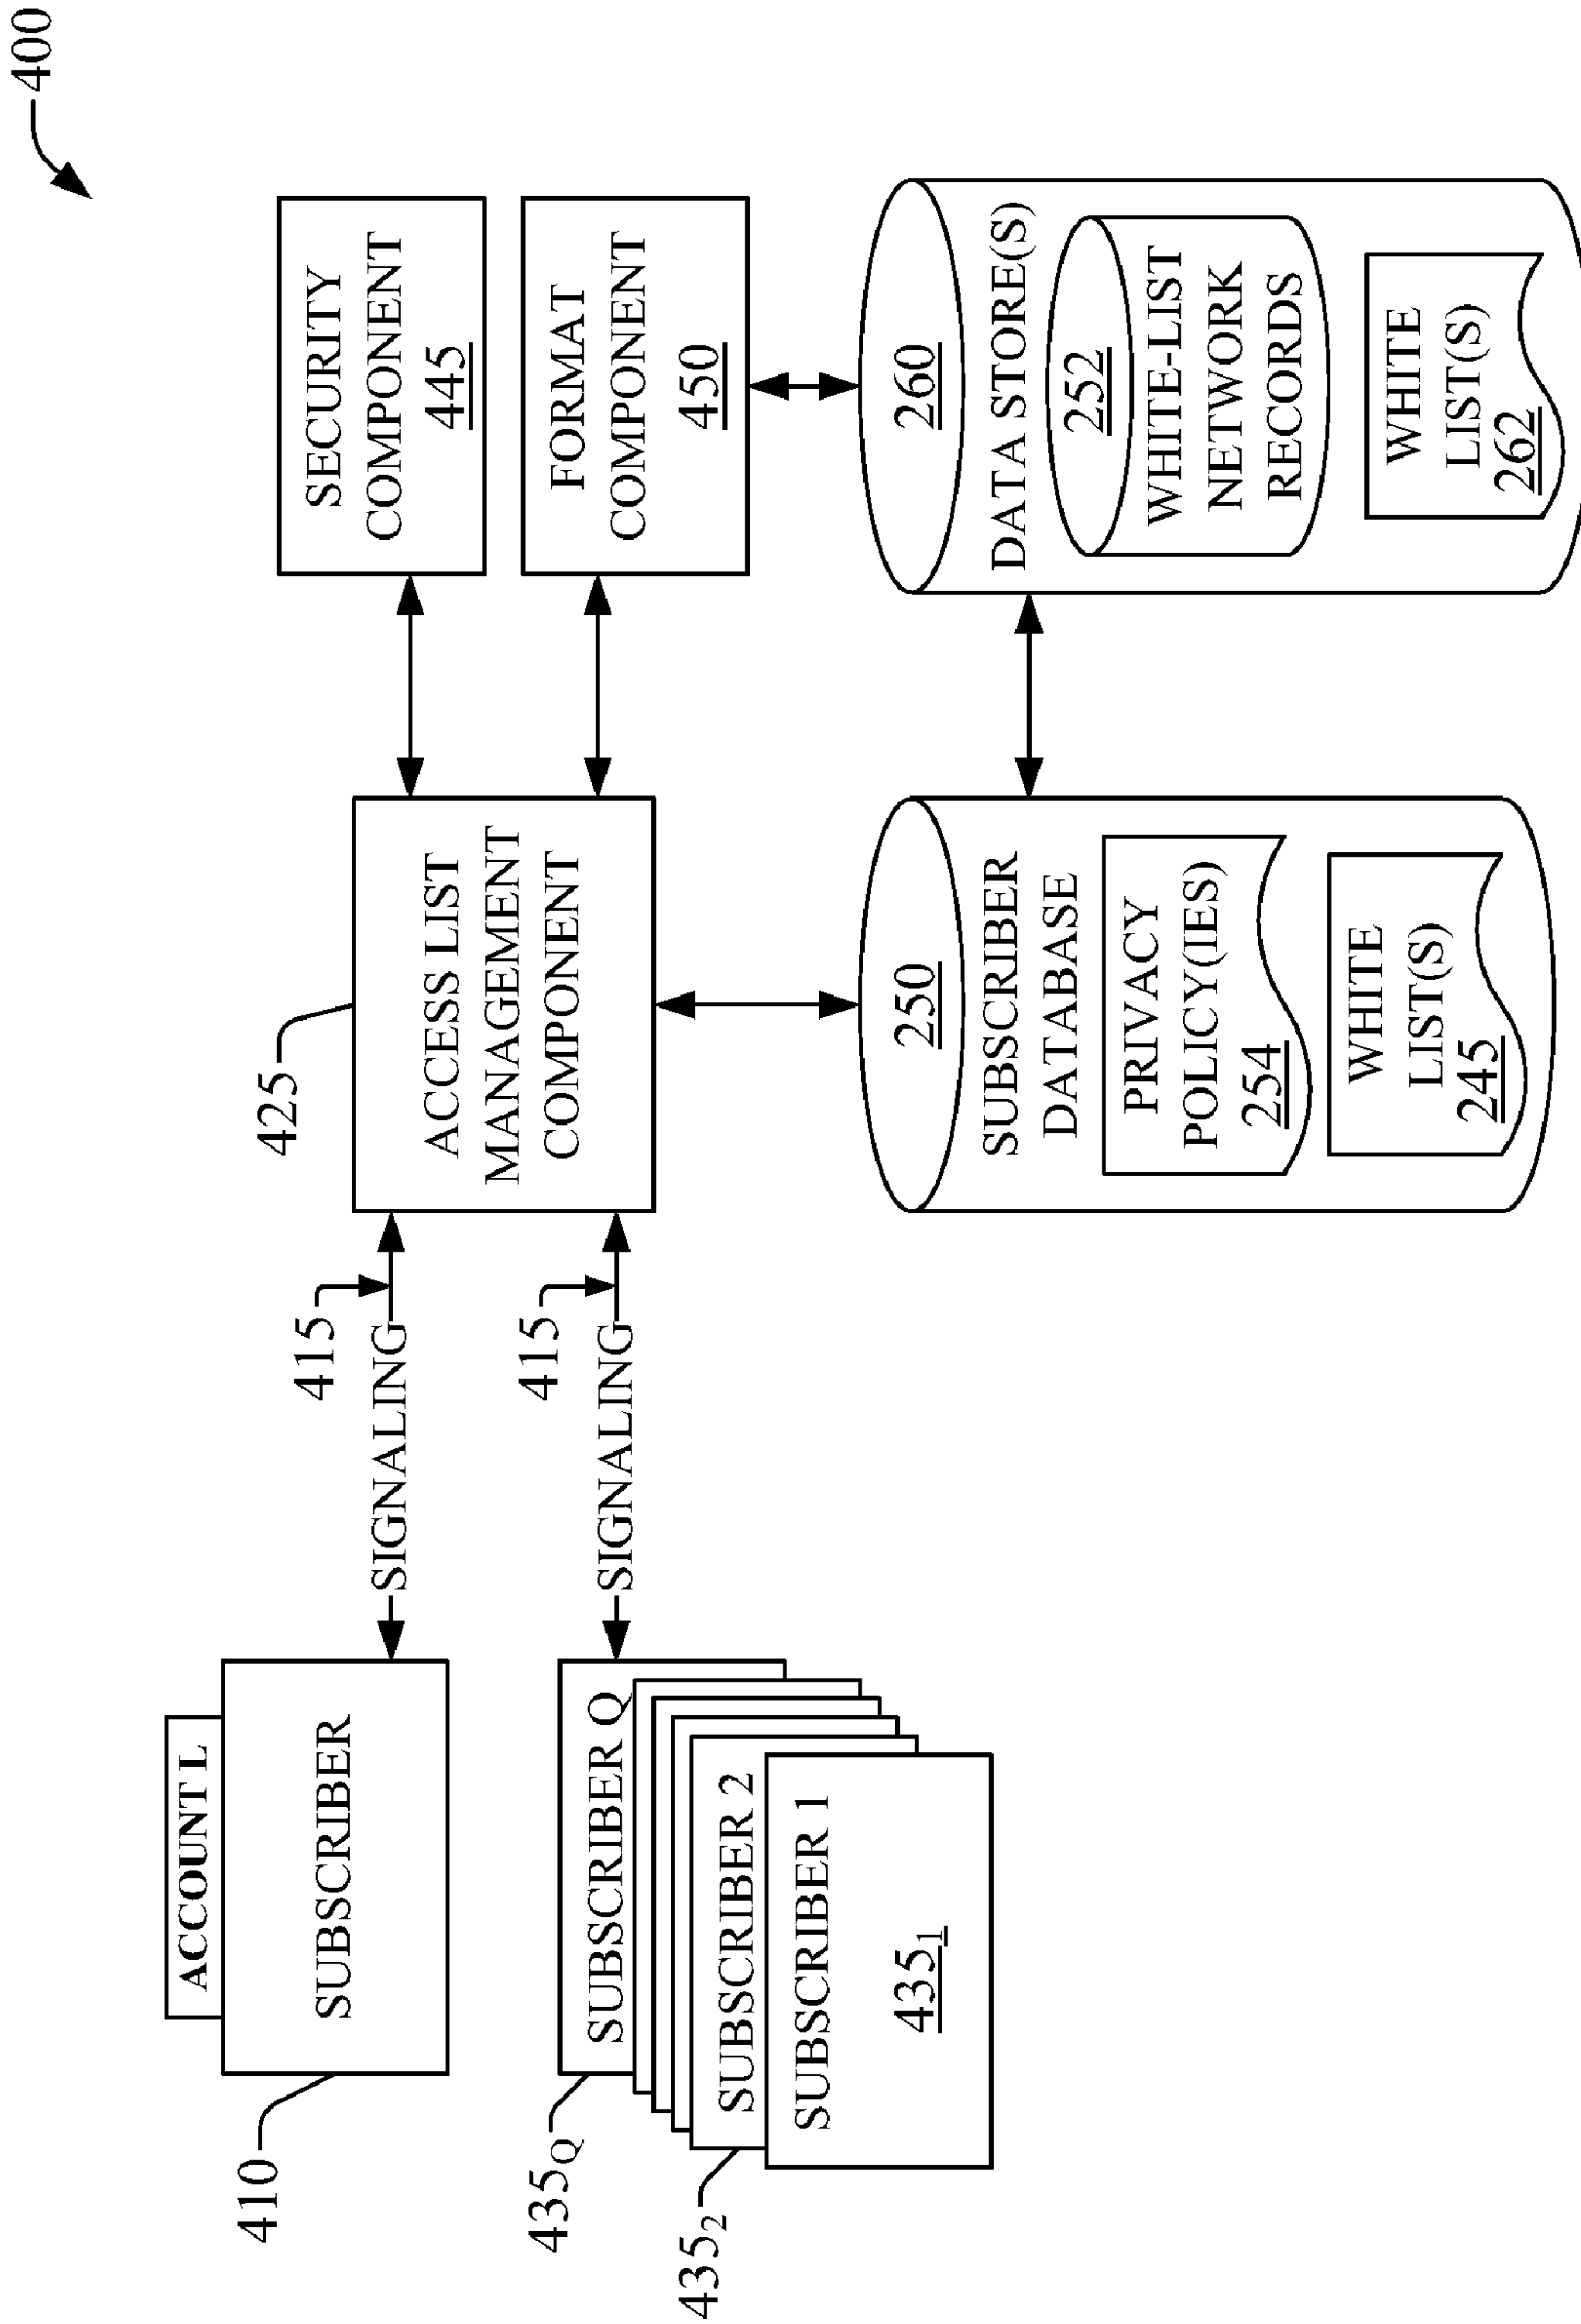 400
ACCOUNT L
SUBSCRIBER
410
SIGNALING
415
425
ACCESS LIST
MANAGEMENT
COMPONENT
SECURITY
COMPONENT
445
FORMAT
COMPONENT
450
SIGNALING
415
SUBSCRIBER Q
435Q
SUBSCRIBER 2
4352
SUBSCRIBER 1
4351
250
SUBSCRIBER
DATABASE
PRIVACY
POLICY(IES)
254
WHITE
LIST(S)
245
260
DATA STORE(S)
252
WHITE-LIST
NETWORK
RECORDS
WHITE
LIST(S)
262